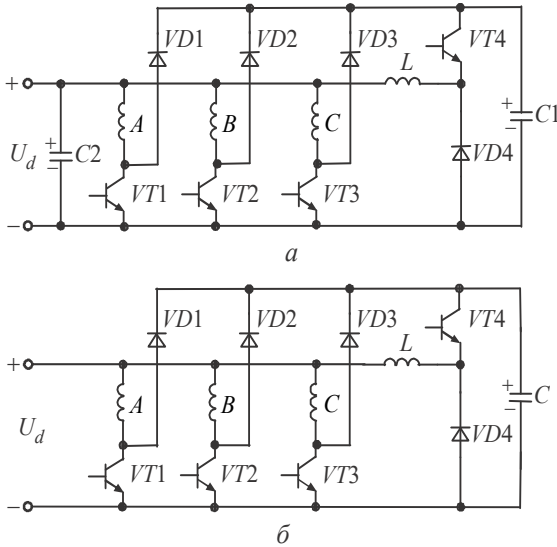 VD1 VD2 VD3 VT4
L
+
A B C + C1
U_d + C2 −
− VD4
VT1 VT2 VT3
−
а
VD1 VD2 VD3 VT4
L
+
A B C + C
U_d −
VD4
VT1 VT2 VT3
−
б